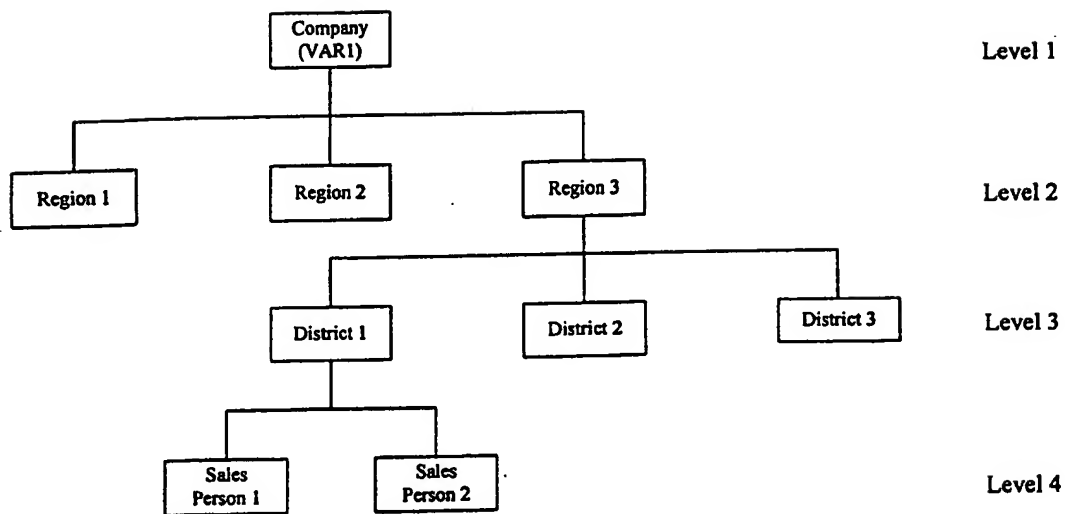 Company
(VAR1)
Level 1
Region 1
Region 2
Region 3
Level 2
District 1
District 2
District 3
Level 3
Sales
Person 1
Sales
Person 2
Level 4